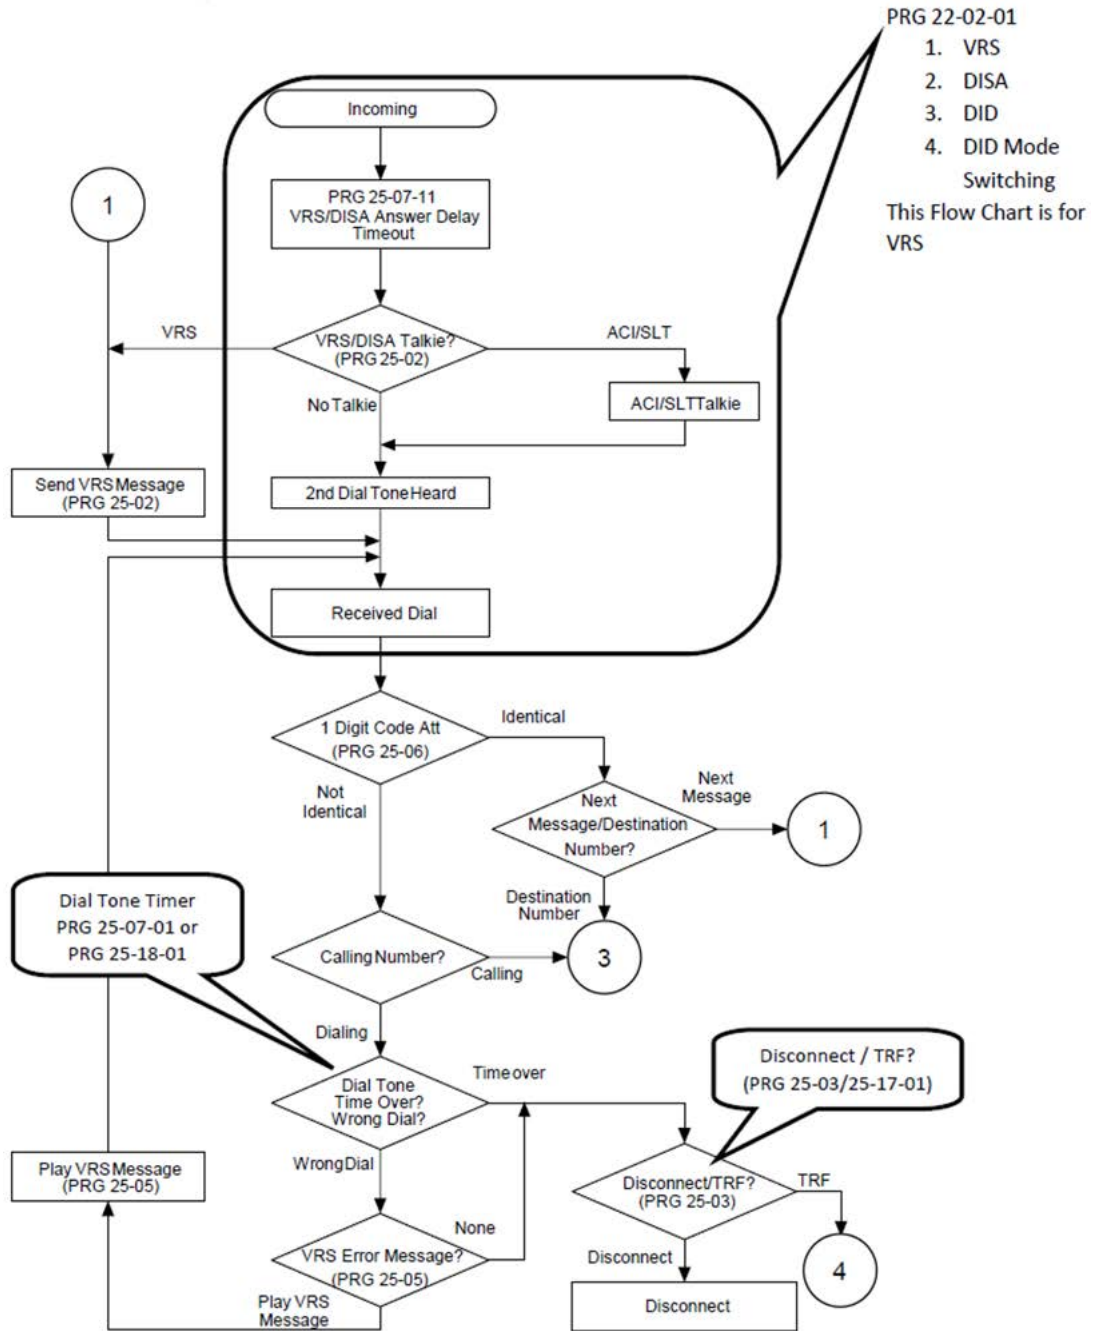 PRG 22-02-01
1. VRS
2. DISA
3. DID
4. DID Mode
Switching
This Flow Chart is for
VRS
Incoming
1
PRG 25-07-11
VRS/DISA Answer Delay
Timeout
VRS
VRS/DISA Talkie?
(PRG 25-02)
ACI/SLT
No Talkie
ACI/SLT Talkie
Send VRS Message
(PRG 25-02)
2nd Dial Tone Heard
Received Dial
1 Digit Code Att
(PRG 25-06)
Identical
Not
Identical
Next
Message/Destination
Number?
Next
Message
1
Destination
Number
Dial Tone Timer
PRG 25-07-01 or
PRG 25-18-01
Calling Number?
Calling
3
Dialing
Dial Tone
Time Over?
Wrong Dial?
Time over
Disconnect / TRF?
(PRG 25-03/25-17-01)
Wrong Dial
Play VRS Message
(PRG 25-05)
Disconnect/TRF?
(PRG 25-03)
TRF
None
VRS Error Message?
(PRG 25-05)
Disconnect
4
Play VRS
Message
Disconnect